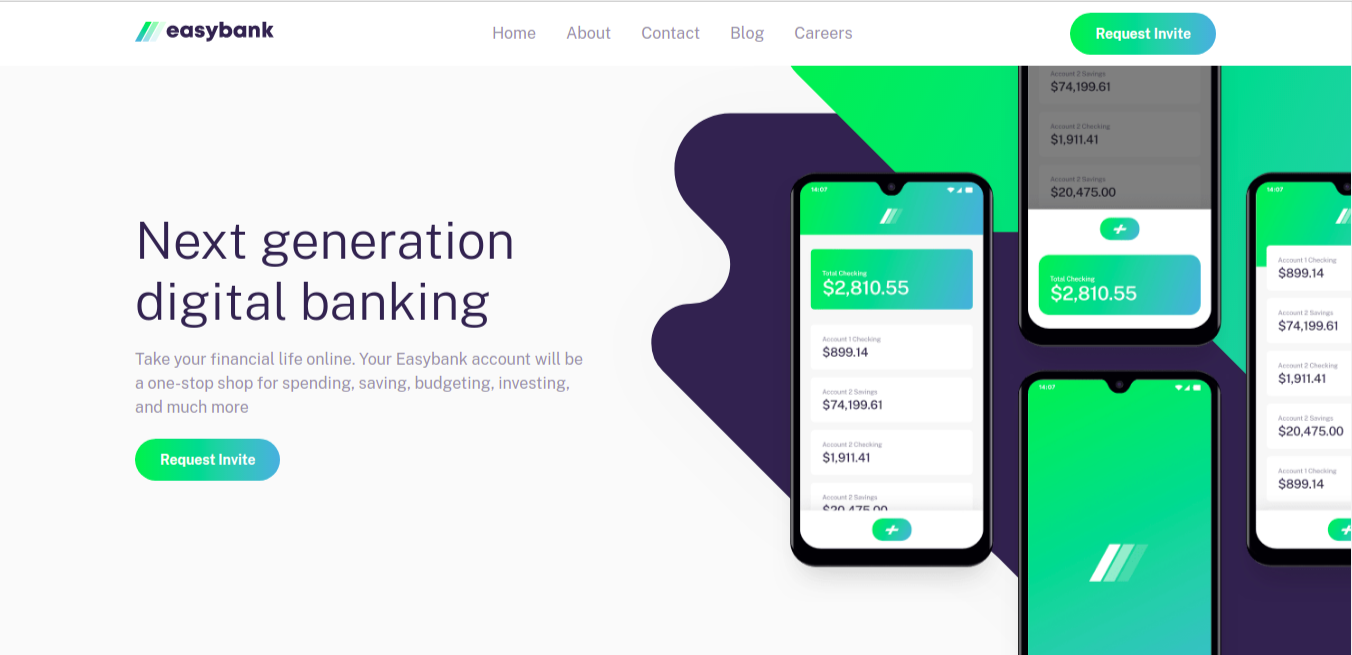 easybank
Home About Contact Blog Careers
Request Invite
Next generation
digital banking
Take your financial life online. Your Easybank account will be
a one-stop shop for spending, saving, budgeting, investing,
and much more
Request Invite
14:07
Total Checking
$2,810.55
Account 1 Checking
$899.14
Account 2 Savings
$74,199.61
Account 2 Checking
$1,911.41
Account 2 Savings
$20,475.00
Account 2 Savings
$74,199.61
Account 2 Checking
$1,911.41
Account 2 Savings
$20,475.00
Total Checking
$2,810.55
14:07
14:07
Account 1 Checking
$899.14
Account 2 Savings
$74,199.61
Account 2 Checking
$1,911.41
Account 2 Savings
$20,475.00
Account 1 Checking
$899.14